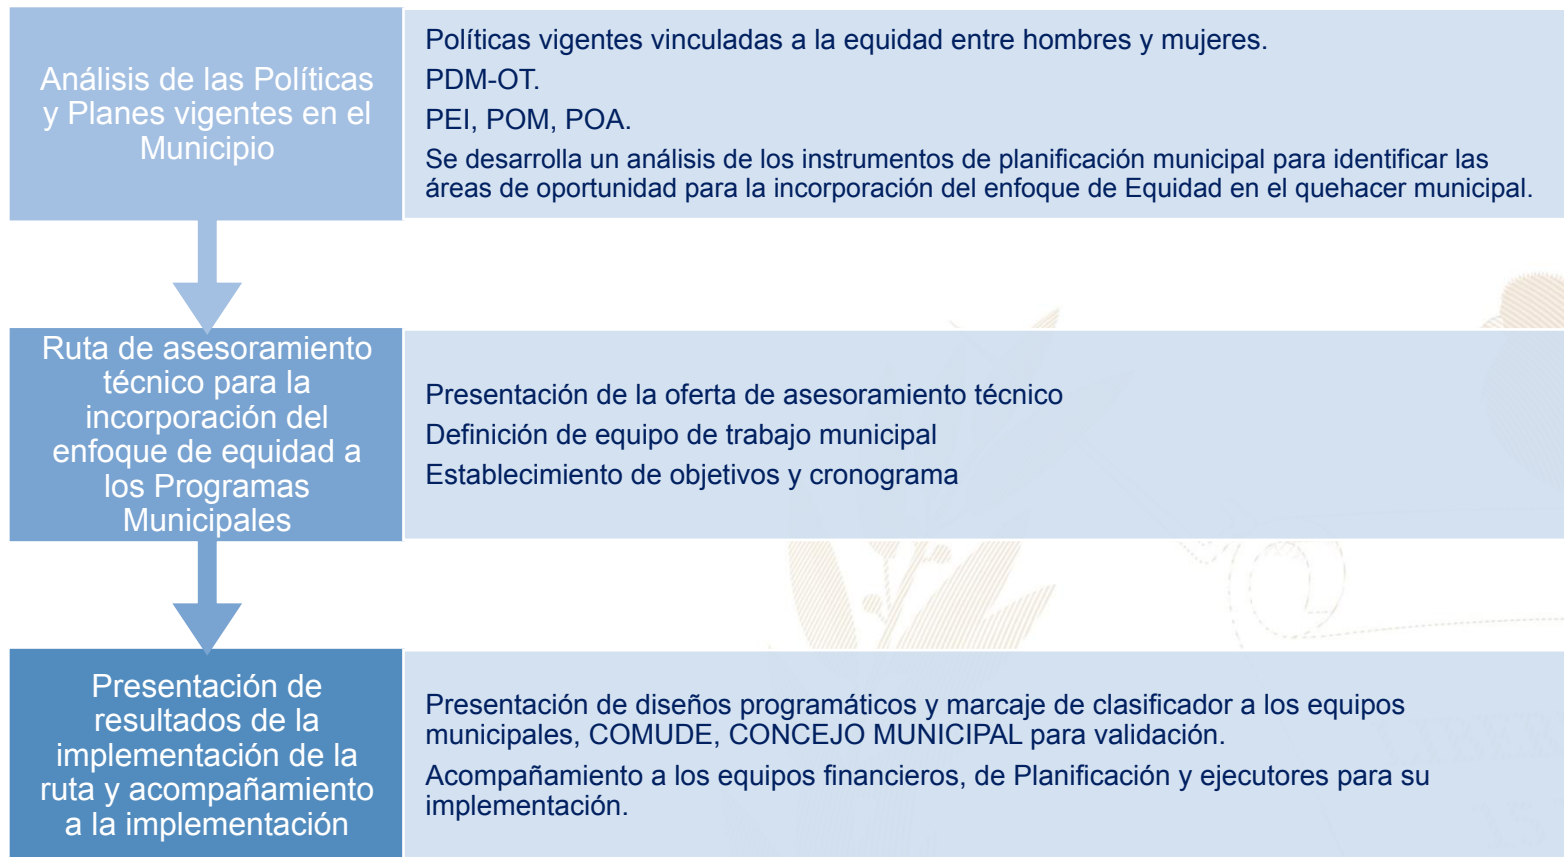 Análisis de las Políticas
y Planes vigentes en el
Municipio
Políticas vigentes vinculadas a la equidad entre hombres y mujeres.
PDM-OT.
PEI, POM, POA.
Se desarrolla un análisis de los instrumentos de planificación municipal para identificar las
áreas de oportunidad para la incorporación del enfoque de Equidad en el quehacer municipal.
Ruta de asesoramiento
técnico para la
incorporación del
enfoque de equidad a
los Programas
Municipales
Presentación de la oferta de asesoramiento técnico
Definición de equipo de trabajo municipal
Establecimiento de objetivos y cronograma
Presentación de
resultados de la
implementación de la
ruta y acompañamiento
a la implementación
Presentación de diseños programáticos y marcaje de clasificador a los equipos
municipales, COMUDE, CONCEJO MUNICIPAL para validación.
Acompañamiento a los equipos financieros, de Planificación y ejecutores para su
implementación.